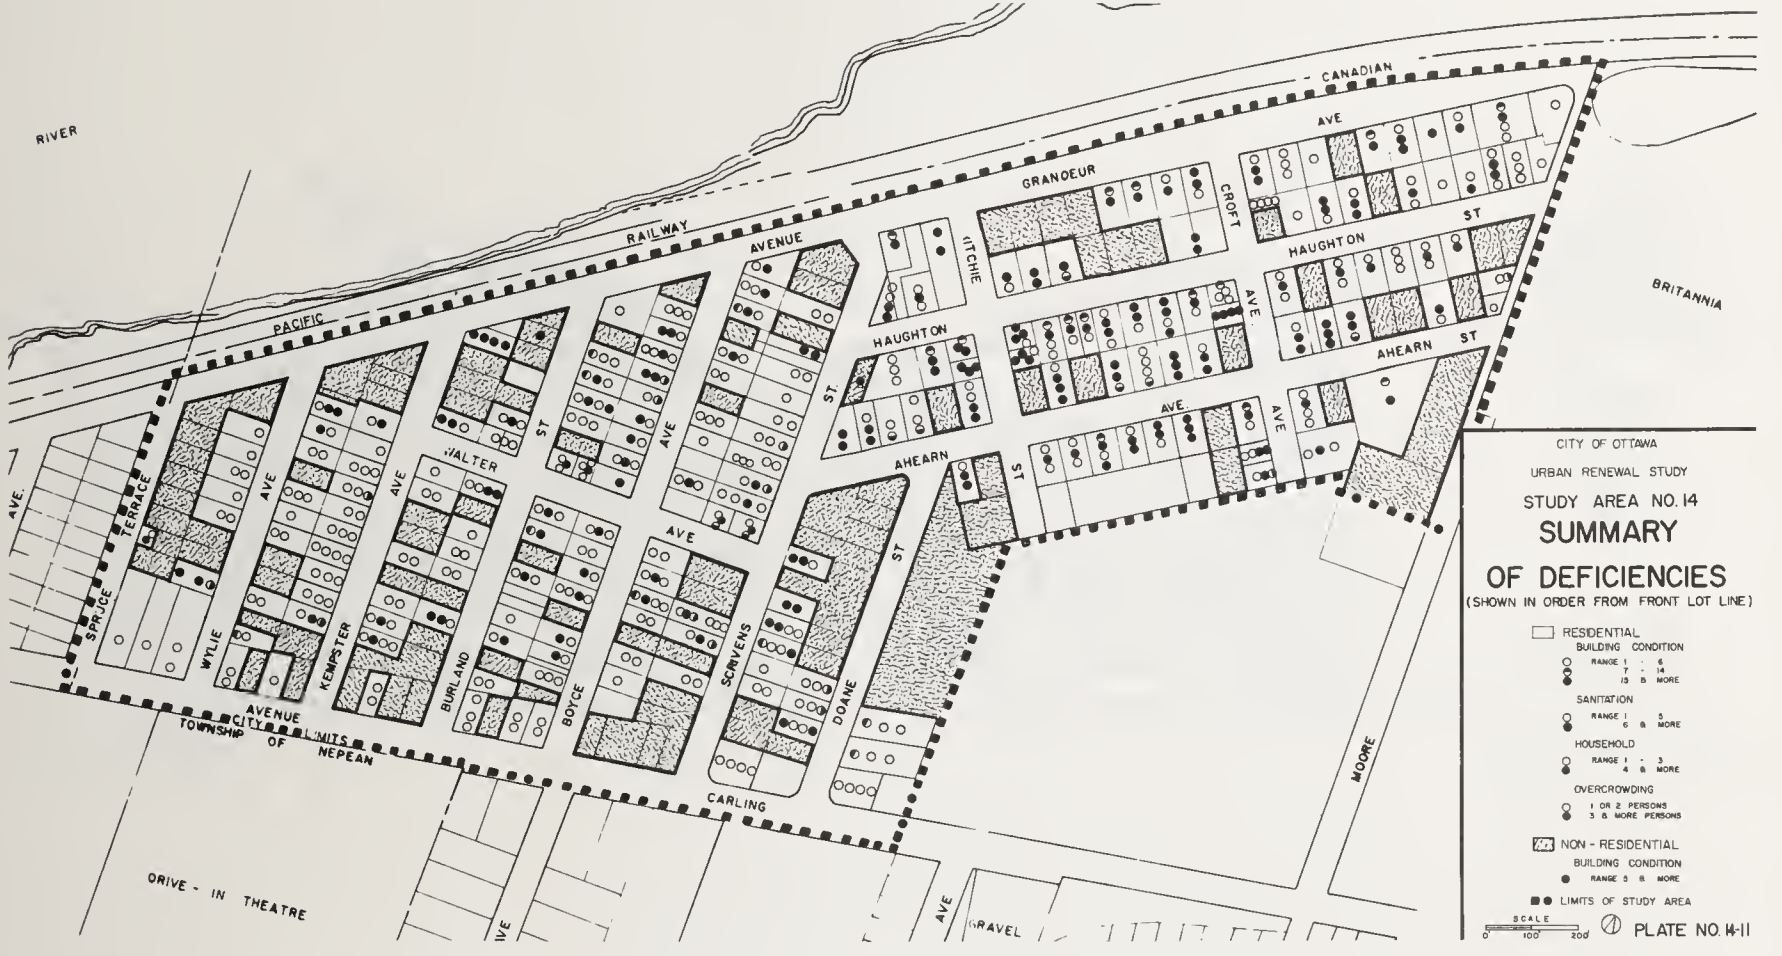 RIVER
CANADIAN
AVE
GRANDEUR
RAILWAY
AVENUE
PACIFIC
CROFT
ST
HAUGHTON
RITCHIE
BRITANNIA
AVE.
HAUGHTON
ST.
AHEARN ST
AVE.
AVE
AHEARN
ST
ST
WALTER
AVE
AVE
AVE
AVE.
TERRACE
SPRUCE
AVE
ST
WYLIE
KEMPSTER
BURLAND
BOYCE
SCRIVENS
DOANE
MOORE
AVENUE
CITY LIMITS
TOWNSHIP OF NEPEAN
CARLING
DRIVE - IN THEATRE
AVE
AVE
GRAVEL
CITY OF OTTAWA
URBAN RENEWAL STUDY
STUDY AREA NO. 14
SUMMARY
OF DEFICIENCIES
(SHOWN IN ORDER FROM FRONT LOT LINE)
RESIDENTIAL
BUILDING CONDITION
RANGE 1 - 6
7 - 14
15 & MORE
SANITATION
RANGE 1 5
6 & MORE
HOUSEHOLD
RANGE 1 - 3
4 & MORE
OVERCROWDING
1 OR 2 PERSONS
3 & MORE PERSONS
NON - RESIDENTIAL
BUILDING CONDITION
RANGE 5 & MORE
LIMITS OF STUDY AREA
SCALE
0 100' 200'
PLATE NO. 14-11